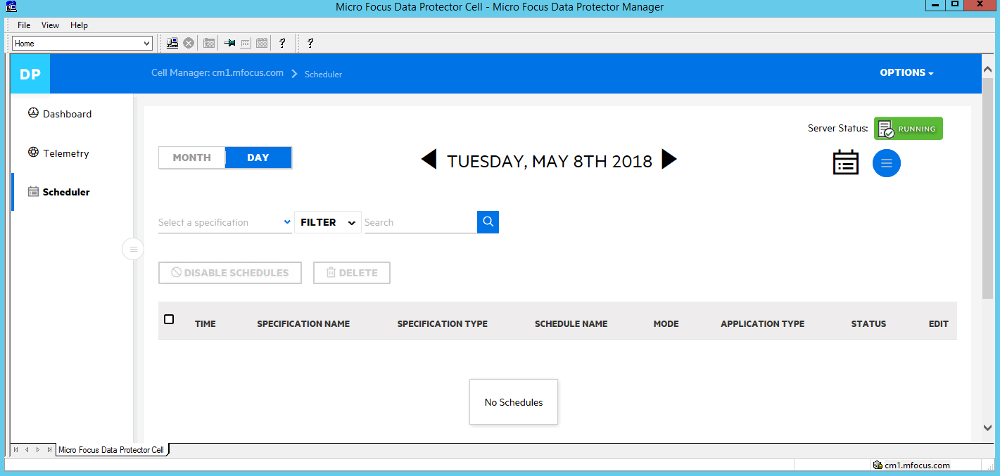 Micro Focus Data Protector Cell - Micro Focus Data Protector Manager
File View Help
Home ? ?
DP Cell Manager: cm1.mfocus.com > Scheduler OPTIONS
Dashboard
Telemetry
Scheduler
Server Status: RUNNING
MONTH DAY TUESDAY, MAY 8TH 2018
Select a specification FILTER Search
DISABLE SCHEDULES DELETE
TIME SPECIFICATION NAME SPECIFICATION TYPE SCHEDULE NAME MODE APPLICATION TYPE STATUS EDIT
No Schedules
Micro Focus Data Protector Cell
cm1.mfocus.com